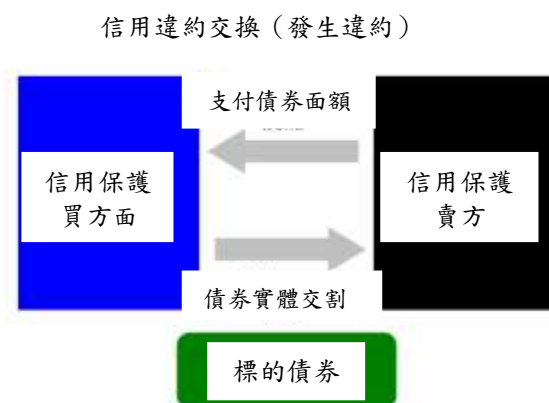 信用違約交換（發生違約）
支付債券面額
信用保護
買方面
信用保護
賣方
債券實體交割
標的債券